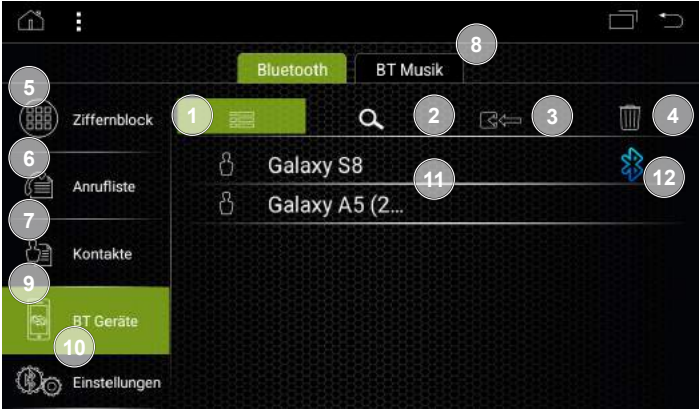 8
Bluetooth BT Musik
5
Ziffernblock
1 2 3 4
6
Anrufliste
Galaxy S8
11 12
7
Galaxy A5 (2...
Kontakte
9
BT Geräte
10
Einstellungen